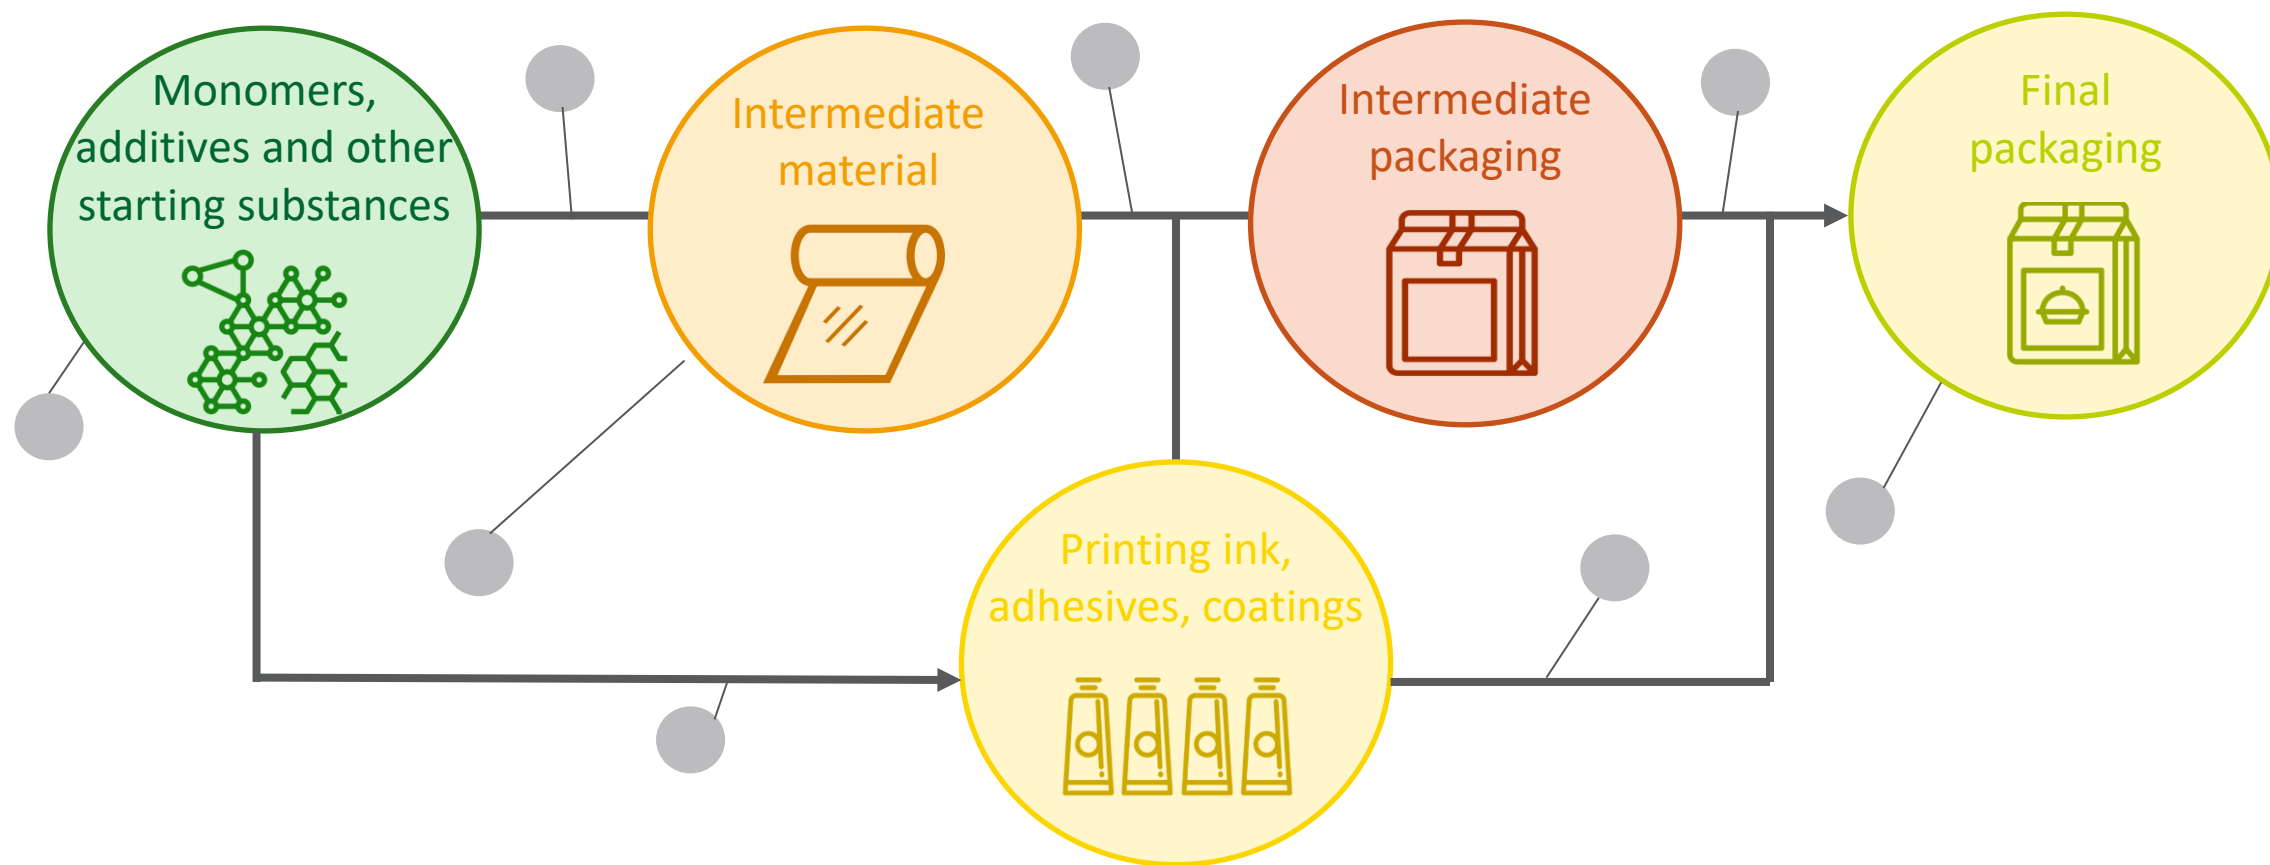 Monomers,
additives and other
starting substances
Intermediate
material
Intermediate
packaging
Final
packaging
Printing ink,
adhesives, coatings